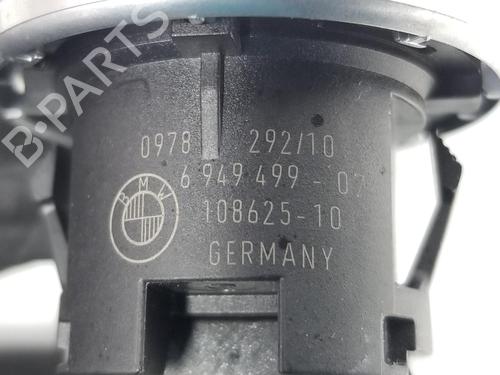 B-PARTS
0978 292/10
6 949 499 - 07
108625-10
BMW
GERMANY